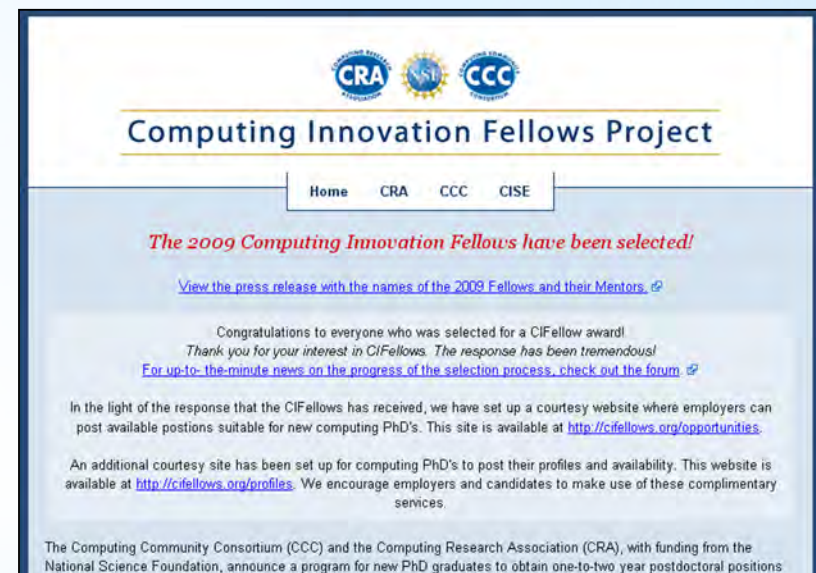 COMPUTING RESEARCH
CRA
ASSOCIATION
NSF
COMPUTING COMMUNITY
CCC
CONSORTIUM
Computing Innovation Fellows Project
Home CRA CCC CISE
The 2009 Computing Innovation Fellows have been selected!
View the press release with the names of the 2009 Fellows and their Mentors.
Congratulations to everyone who was selected for a CIFellow award!
Thank you for your interest in CIFellows. The response has been tremendous!
For up-to- the-minute news on the progress of the selection process, check out the forum.
In the light of the response that the CIFellows has received, we have set up a courtesy website where employers can
post available postions suitable for new computing PhD's. This site is available at http://cifellows.org/opportunities.
An additional courtesy site has been set up for computing PhD's to post their profiles and availability. This website is
available at http://cifellows.org/profiles. We encourage employers and candidates to make use of these complimentary
services.
The Computing Community Consortium (CCC) and the Computing Research Association (CRA), with funding from the
National Science Foundation, announce a program for new PhD graduates to obtain one-to-two year postdoctoral positions